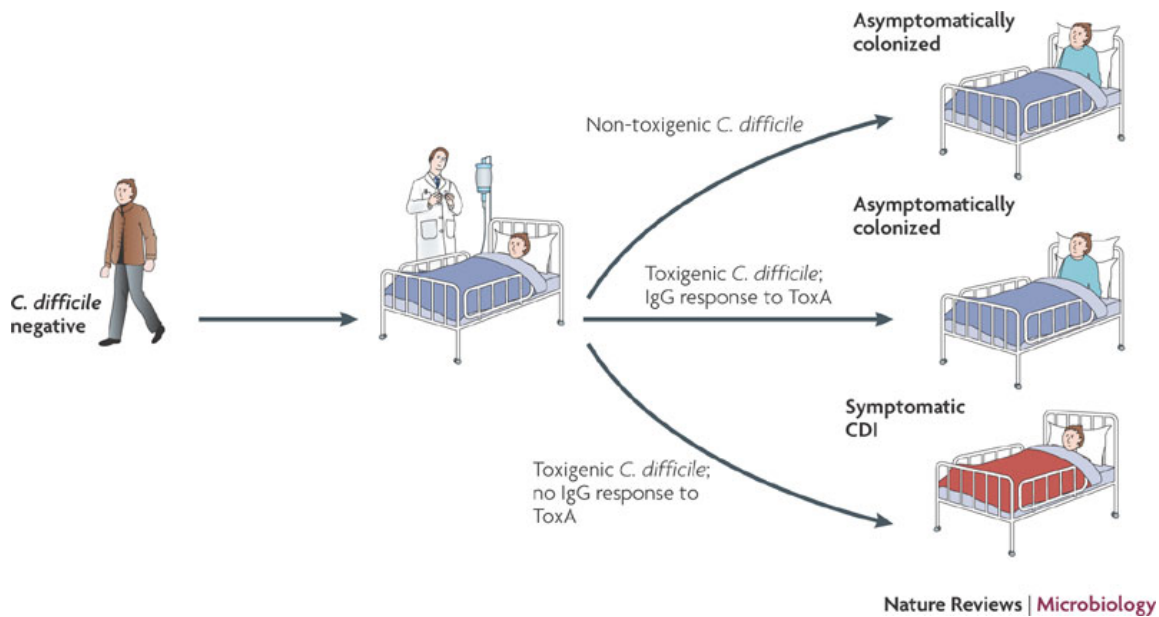 Asymptomatically
colonized
Non-toxigenic C. difficile
C. difficile
negative
Asymptomatically
colonized
Toxigenic C. difficile;
IgG response to ToxA
Symptomatic
CDI
Toxigenic C. difficile;
no IgG response to
ToxA
Nature Reviews | Microbiology